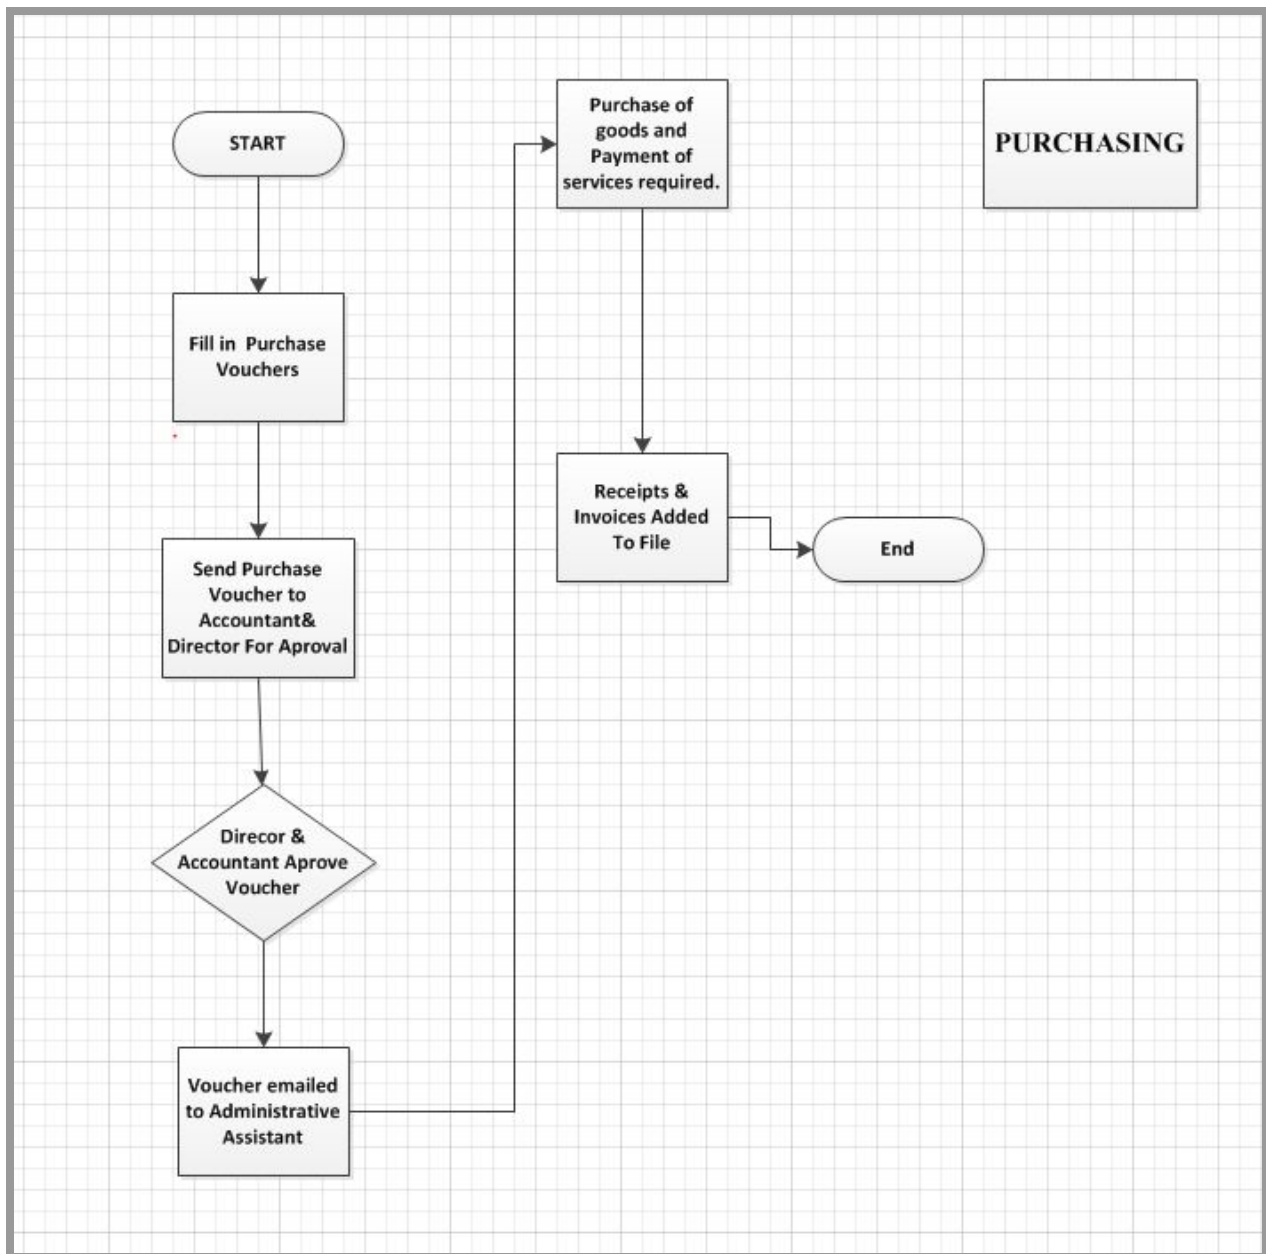 START
Fill in  Purchase
Vouchers
Send Purchase
Voucher to
Accountant&
Director For Aproval
Direcor &
Accountant Aprove
Voucher
Voucher emailed
to Administrative
Assistant
Purchase of
goods and
Payment of
services required.
Receipts &
Invoices Added
To File
End
PURCHASING